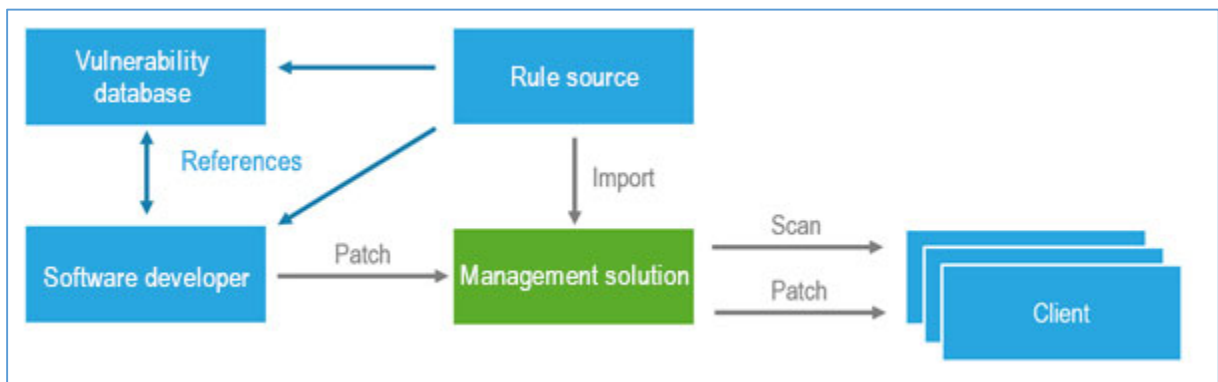 Vulnerability
database
Rule source
References
Import
Scan
Software developer
Patch
Management solution
Patch
Client